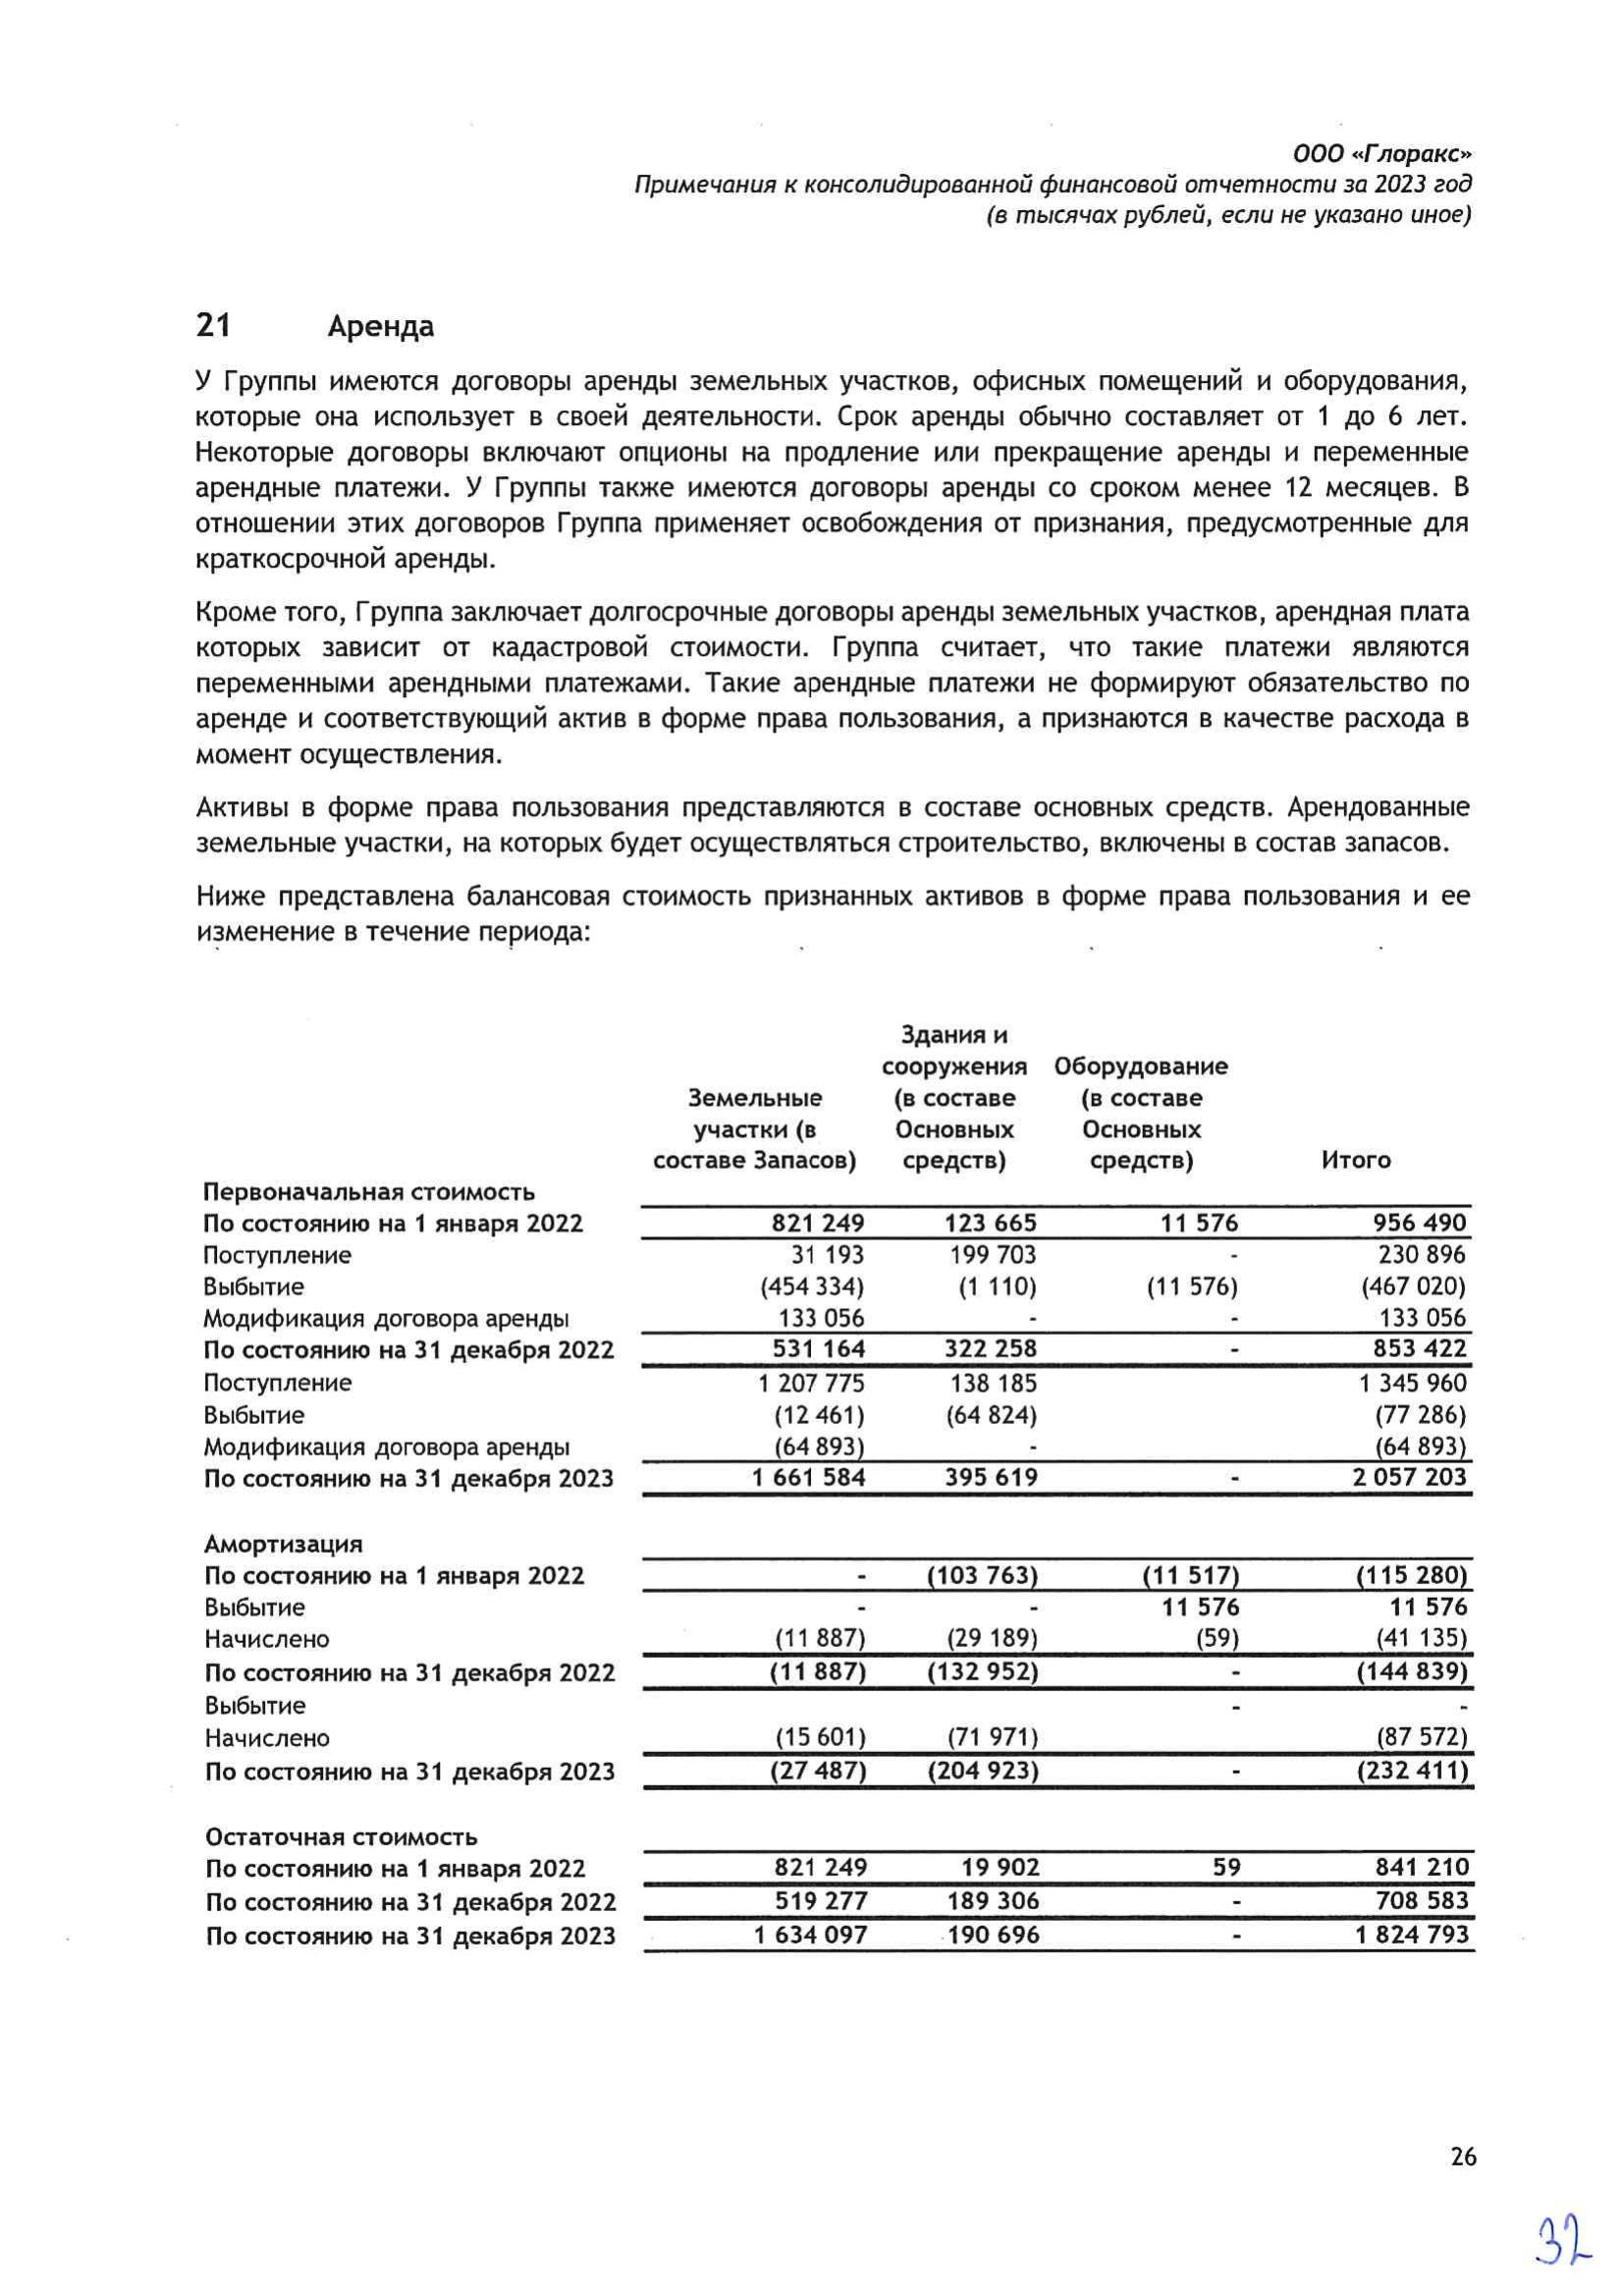 ООО «Глоракс»
Примечания к консолидированной финансовой отчетности за 2023 год
(в тысячах рублей, если не указано иное)
21 Аренда
У Группы имеются договоры аренды земельных участков, офисных помещений и оборудования,
которые она использует в своей деятельности. Срок аренды обычно составляет от 1 до 6 лет.
Некоторые договоры включают опционы на продление или прекращение аренды и переменные
арендные платежи. У Группы также имеются договоры аренды со сроком менее 12 месяцев. В
отношении этих договоров Группа применяет освобождения от признания, предусмотренные для
краткосрочной аренды.
Кроме того, Группа заключает долгосрочные договоры аренды земельных участков, арендная плата
которых зависит от кадастровой стоимости. Группа считает, что такие платежи являются
переменными арендными платежами. Такие арендные платежи не формируют обязательство по
аренде и соответствующий актив в форме права пользования, а признаются в качестве расхода в
момент осуществления.
Активы в форме права пользования представляются в составе основных средств. Арендованные
земельные участки, на которых будет осуществляться строительство, включены в состав запасов.
Ниже представлена балансовая стоимость признанных активов в форме права пользования и ее
изменение в течение периода:
Здания и
сооружения Оборудование
Земельные (в составе (в составе
участки (в Основных Основных
составе Запасов) средств) средств) Итого
Первоначальная стоимость
По состоянию на 1 января 2022 821 249 123 665 11 576 956 490
Поступление 31 193 199 703 - 230 896
Выбытие (454 334) (1 110) (11 576) (467 020)
Модификация договора аренды 133 056 - - 133 056
По состоянию на 31 декабря 2022 531 164 322 258 - 853 422
Поступление 1 207 775 138 185 1 345 960
Выбытие (12 461) (64 824) (77 286)
Модификация договора аренды (64 893) - (64 893)
По состоянию на 31 декабря 2023 1 661 584 395 619 - 2 057 203
Амортизация
По состоянию на 1 января 2022 - (103 763) (11 517) (115 280)
Выбытие - - 11 576 11 576
Начислено (11 887) (29 189) (59) (41 135)
По состоянию на 31 декабря 2022 (11 887) (132 952) - (144 839)
Выбытие - -
Начислено (15 601) (71 971) (87 572)
По состоянию на 31 декабря 2023 (27 487) (204 923) - (232 411)
Остаточная стоимость
По состоянию на 1 января 2022 821 249 19 902 59 841 210
По состоянию на 31 декабря 2022 519 277 189 306 - 708 583
По состоянию на 31 декабря 2023 1 634 097 190 696 - 1 824 793
26
32